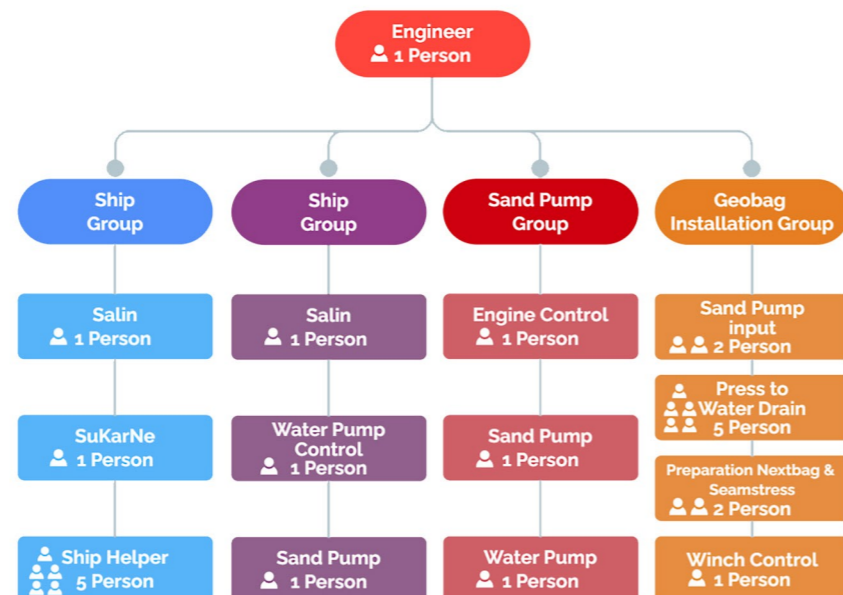 Engineer
1 Person
Ship
Group
Ship
Group
Sand Pump
Group
Geobag
Installation Group
Salin
1 Person
Salin
1 Person
Engine Control
1 Person
Sand Pump
input
2 Person
Press to
Water Drain
5 Person
SuKarNe
1 Person
Water Pump
Control
1 Person
Sand Pump
1 Person
Preparation Nextbag &
Seamstress
2 Person
Ship Helper
5 Person
Sand Pump
1 Person
Water Pump
1 Person
Winch Control
1 Person